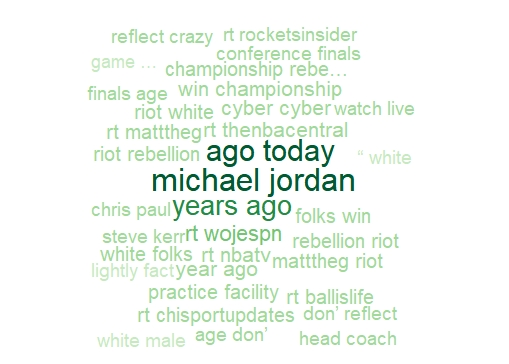 reflect crazy rt rocketsinsider
conference finals
game …
championship rebe…
finals age win championship
riot white cyber cyber watch live
rt mattthegrt thenbacentral
riot rebellion ago today “ white
michael jordan
chris paul years ago folks win
steve kerr rt wojespn rebellion riot
white folks rt nbatv matttheg riot
lightly fact year ago
practice facility rt ballislife
rt chisportupdates don’ reflect
white male age don’ head coach